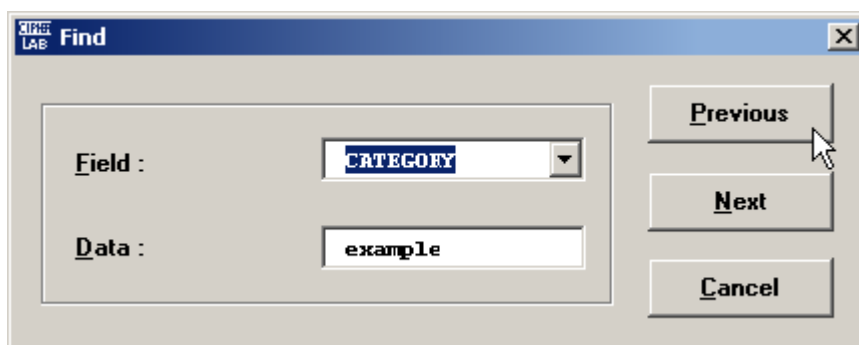 Find
Field :
CATEGORY
Data :
example
Previous
Next
Cancel